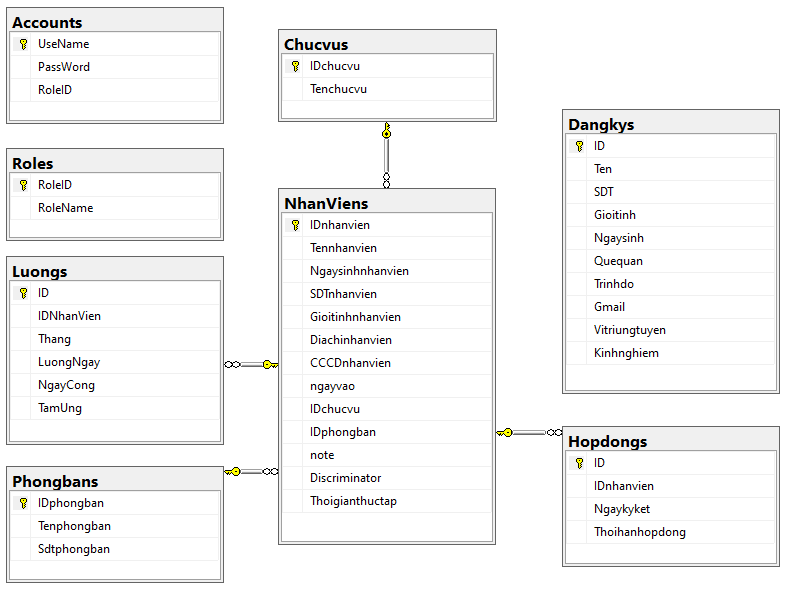 Accounts
UseName
PassWord
RoleID
Roles
RoleID
RoleName
Luongs
ID
IDNhanVien
Thang
LuongNgay
NgayCong
TamUng
Phongbans
IDphongban
Tenphongban
Sdtphongban
Chucvus
IDchucvu
Tenchucvu
NhanViens
IDnhanvien
Tennhanvien
Ngaysinhnhanvien
SDTnhanvien
Gioitinhnhanvien
Diachinhanvien
CCCDnhanvien
ngayvao
IDchucvu
IDphongban
note
Discriminator
Thoigianthuctap
Dangkys
ID
Ten
SDT
Gioitinh
Ngaysinh
Quequan
Trinhdo
Gmail
Vitriungtuyen
Kinhnghiem
Hopdongs
ID
IDnhanvien
Ngaykyket
Thoihanhopdong